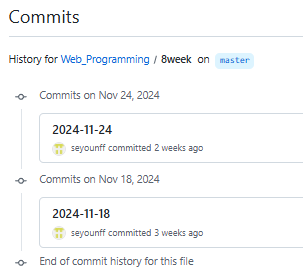 Commits
History for Web_Programming / 8week on master
Commits on Nov 24, 2024
2024-11-24
seyounff committed 2 weeks ago
Commits on Nov 18, 2024
2024-11-18
seyounff committed 3 weeks ago
End of commit history for this file